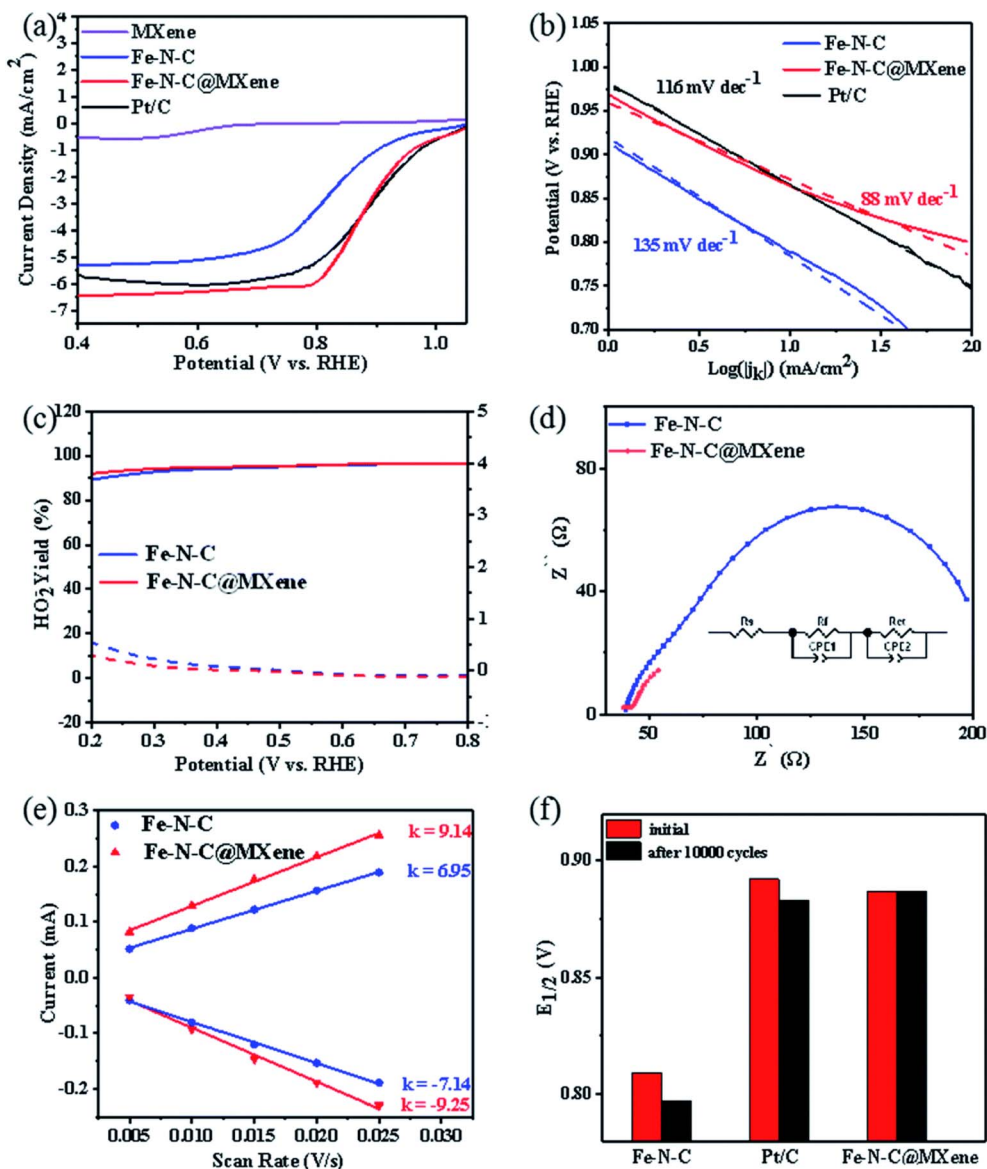 (a)
MXene
Fe-N-C
Fe-N-C@MXene
Pt/C
4
3
2
1
0
-1
-2
-3
-4
-5
-6
-7
Current Density (mA/cm²)
0.4
0.6
0.8
1.0
Potential (V vs. RHE)
(b)
Fe-N-C
Fe-N-C@MXene
Pt/C
116 mV dec⁻¹
88 mV dec⁻¹
135 mV dec⁻¹
1.05
1.00
0.95
0.90
0.85
0.80
0.75
0.70
Potential (V vs. RHE)
0.0
0.5
1.0
1.5
2.0
Log(|jₖ|) (mA/cm²)
(c)
120
100
80
60
40
20
0
-20
HO₂⁻ Yield (%)
5
4
3
2
1
0
Fe-N-C
Fe-N-C@MXene
0.2
0.3
0.4
0.5
0.6
0.7
0.8
Potential (V vs. RHE)
(d)
Fe-N-C
Fe-N-C@MXene
80
40
0
Z`` (Ω)
Rs
Rf
CPE1
Rct
CPE2
50
100
150
200
Z` (Ω)
(e)
Fe-N-C
Fe-N-C@MXene
k = 9.14
k = 6.95
k = -7.14
k = -9.25
0.3
0.2
0.1
0.0
-0.1
-0.2
Current (mA)
0.005
0.010
0.015
0.020
0.025
0.030
Scan Rate (V/s)
(f)
initial
after 10000 cycles
0.90
0.85
0.80
E₁/₂ (V)
Fe-N-C
Pt/C
Fe-N-C@MXene